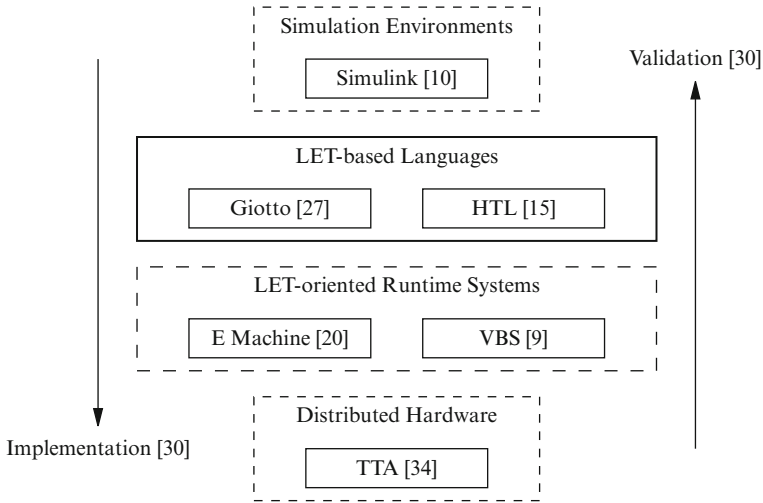 Simulation Environments
Simulink [10]
Validation [30]
LET-based Languages
Giotto [27]
HTL [15]
LET-oriented Runtime Systems
E Machine [20]
VBS [9]
Distributed Hardware
Implementation [30]
TTA [34]